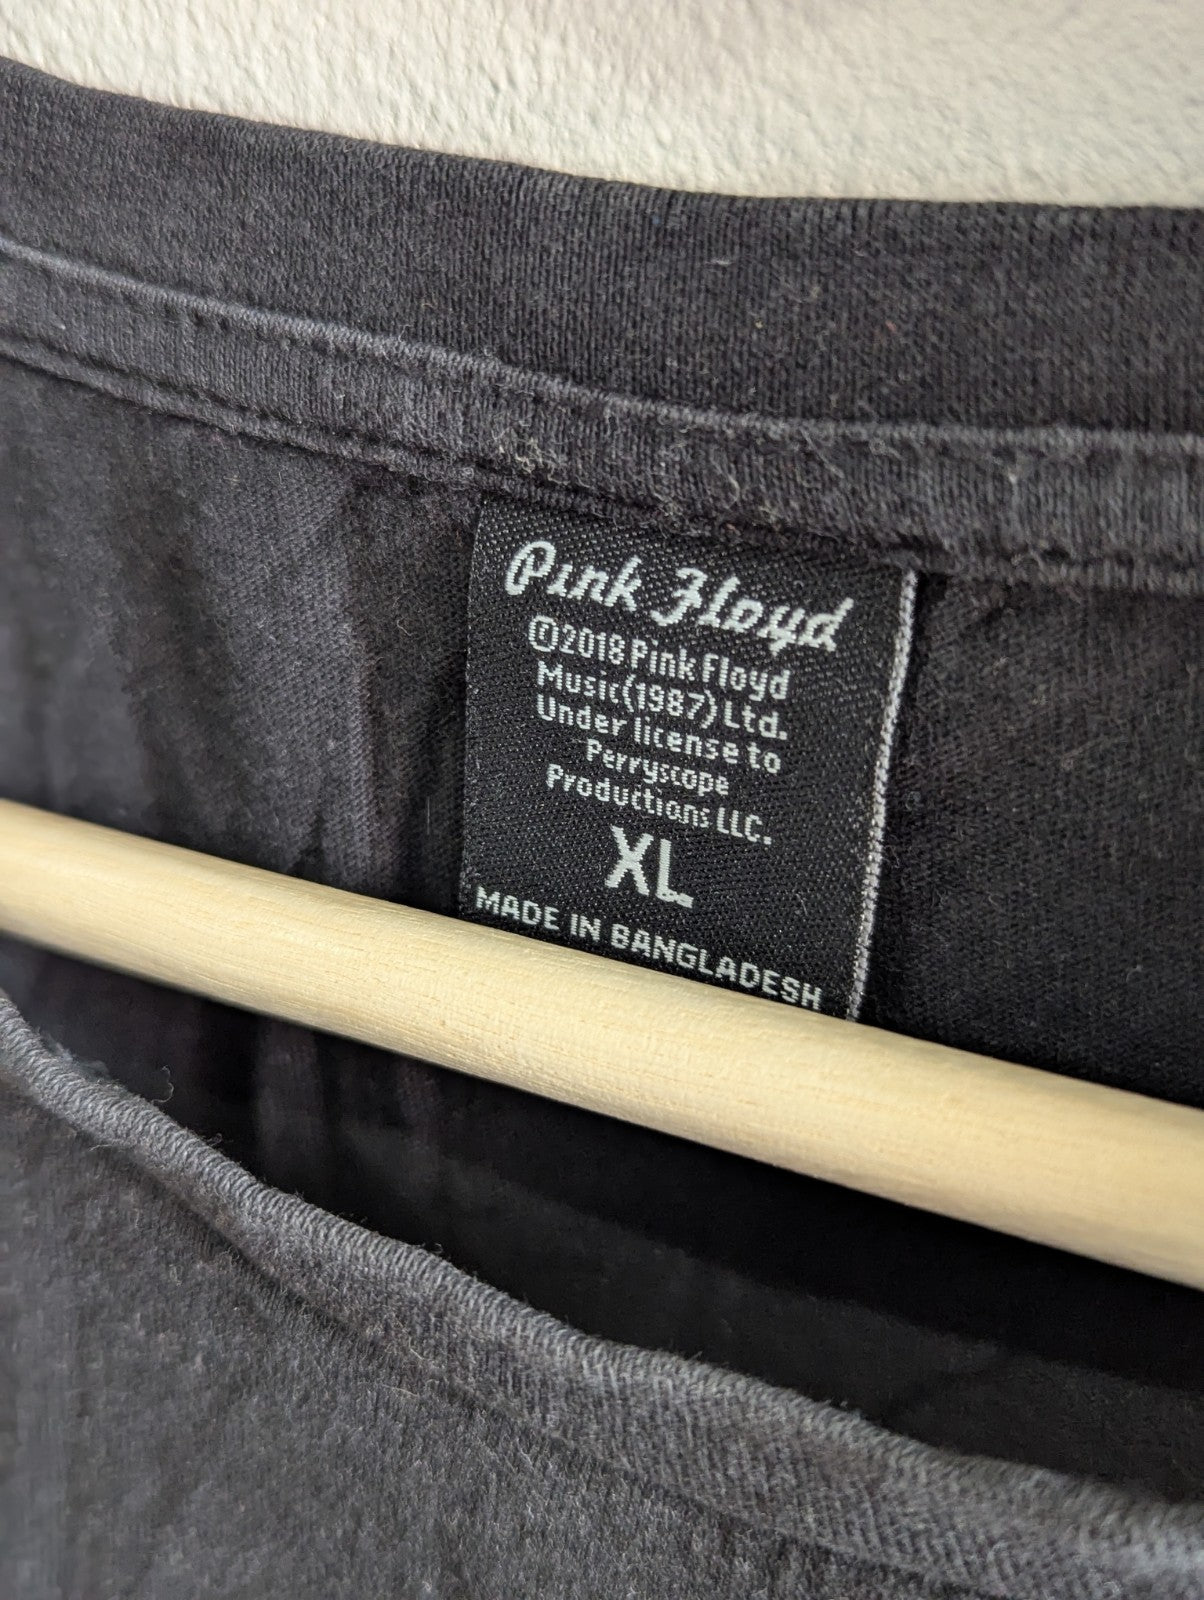 Pink Floyd
©2018 Pink Floyd
Music (1987) Ltd.
Under license to
Perryscope
Productions LLC.
XL
MADE IN BANGLADESH